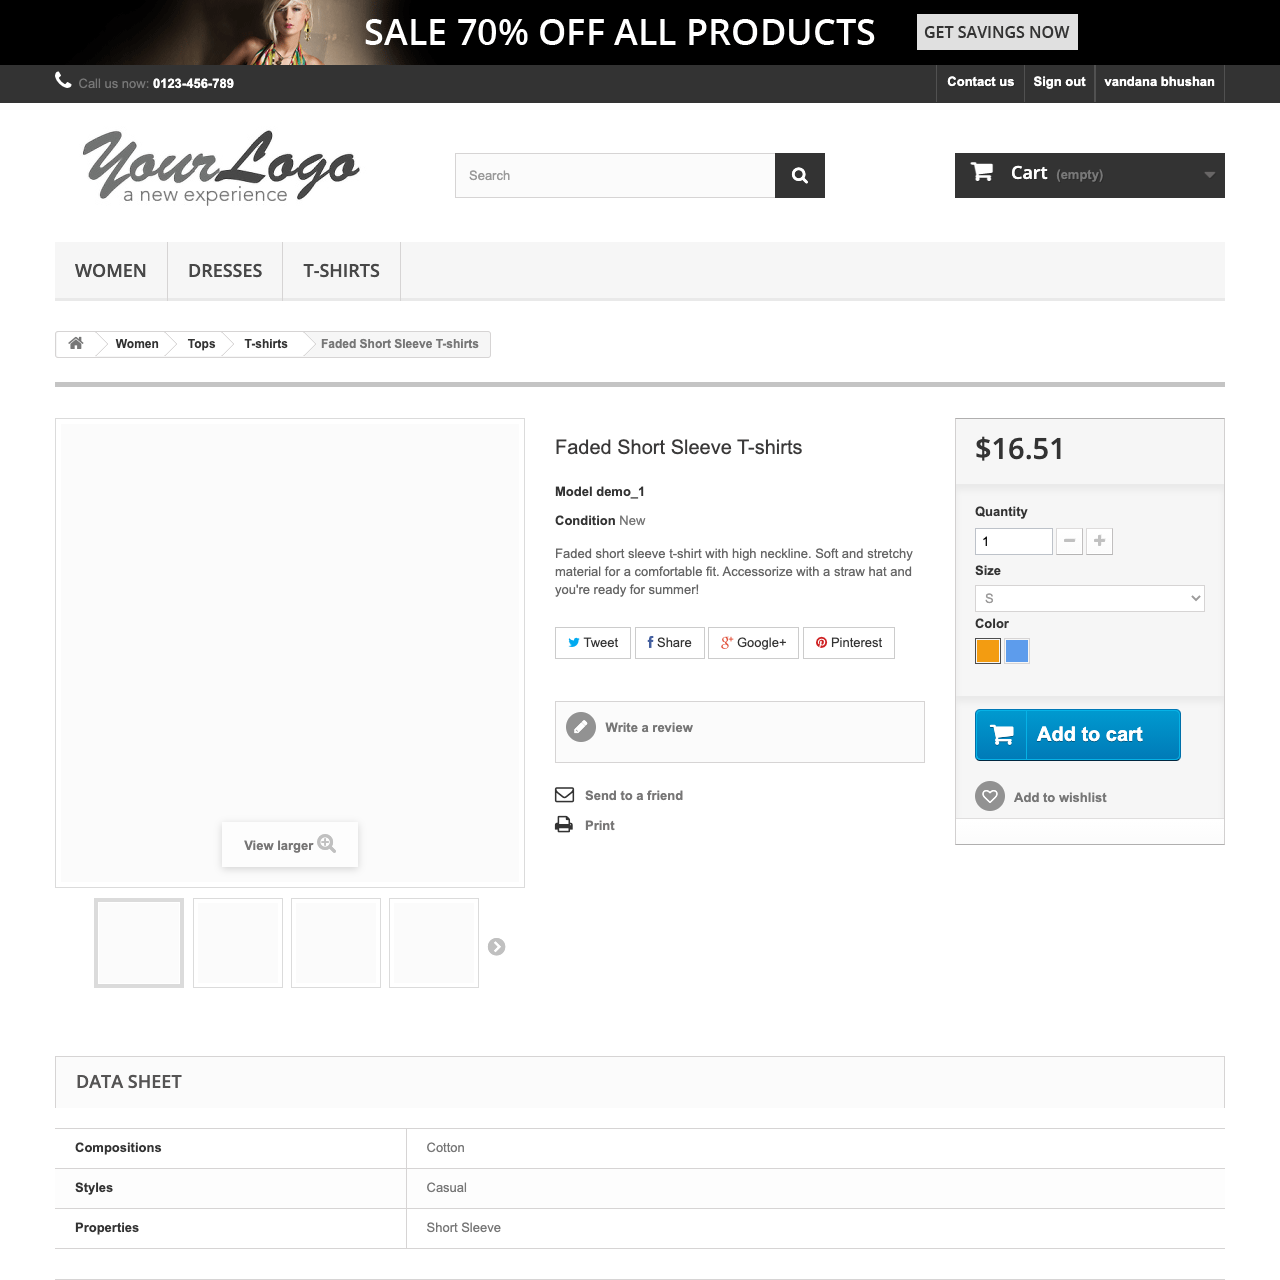 SALE 70% OFF ALL PRODUCTS
GET SAVINGS NOW
Call us now: 0123-456-789
Contact us
Sign out
vandana bhushan
YourLogo
a new experience
Search
Cart (empty)
WOMEN
DRESSES
T-SHIRTS
Women
Tops
T-shirts
Faded Short Sleeve T-shirts
View larger
Faded Short Sleeve T-shirts
Model demo_1
Condition New
Faded short sleeve t-shirt with high neckline. Soft and stretchy
material for a comfortable fit. Accessorize with a straw hat and
you're ready for summer!
Tweet
Share
Google+
Pinterest
Write a review
Send to a friend
Print
$16.51
Quantity
1
Size
S
Color
Add to cart
Add to wishlist
DATA SHEET
Compositions Cotton
Styles Casual
Properties Short Sleeve